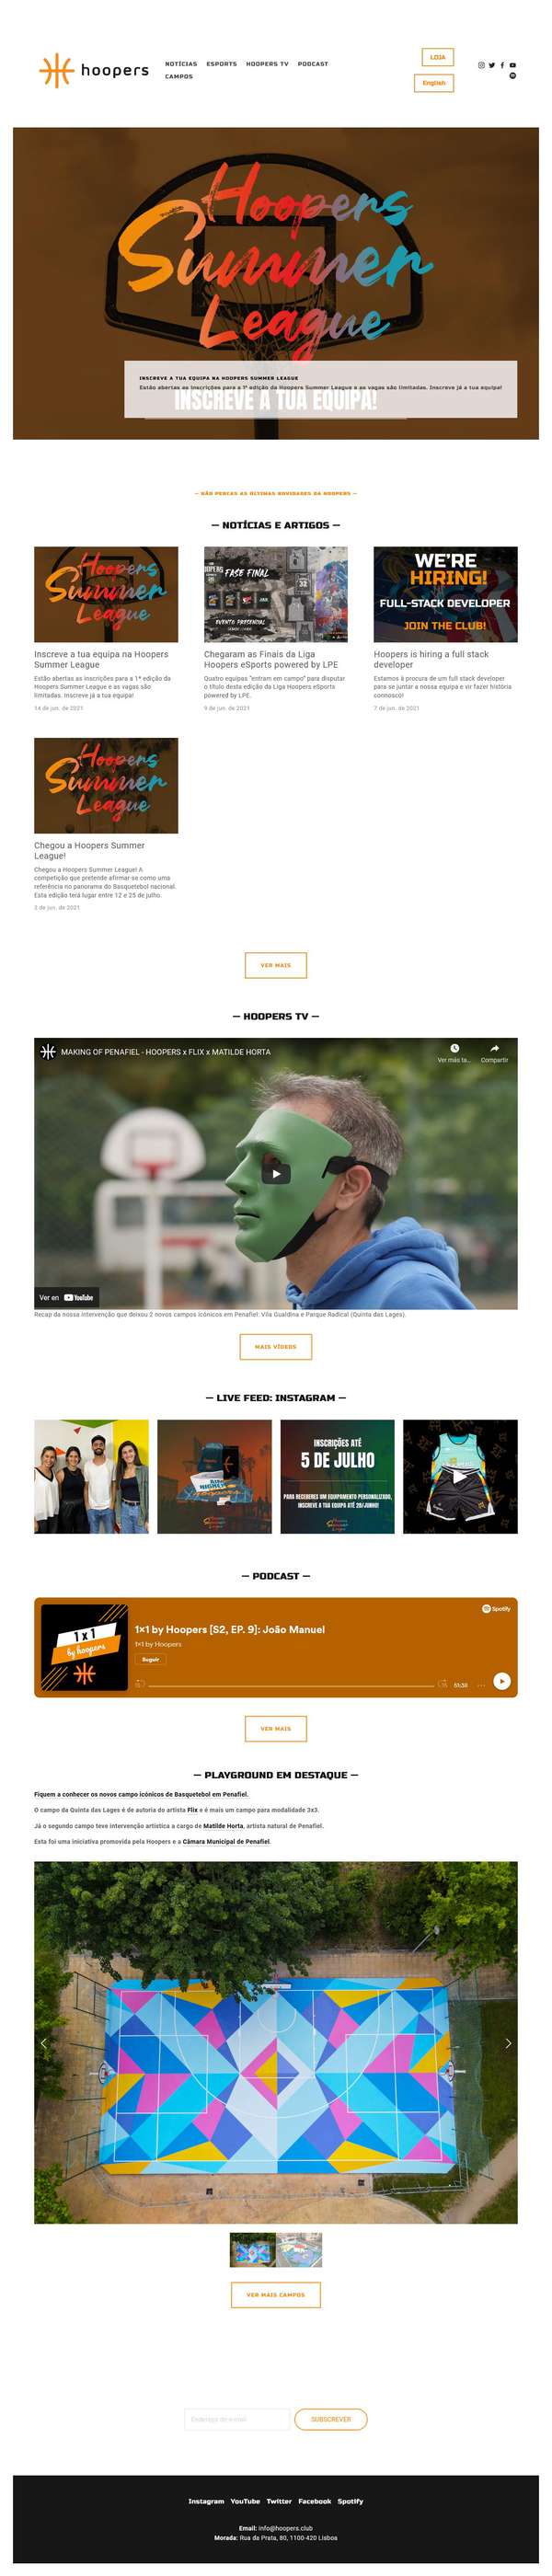 hoopers
NOTÍCIAS ESPORTS HOOPERS TV PODCAST
CAMPOS
LOJA
English
Hoopers
Summer
League
INSCREVE A TUA EQUIPA NA HOOPERS SUMMER LEAGUE
Estão abertas as inscrições para a 1ª edição da Hoopers Summer League e as vagas são limitadas. Inscreve já a tua equipa!
INSCREVE A TUA EQUIPA!
— NÃO PERCAS AS ÚLTIMAS NOVIDADES DA HOOPERS —
— NOTÍCIAS E ARTIGOS —
Hoopers
Summer
League
Inscreve a tua equipa na Hoopers
Summer League
Estão abertas as inscrições para a 1ª edição da
Hoopers Summer League e as vagas são
limitadas. Inscreve já a tua equipa!
14 de jun. de 2021
FASE FINAL
EVENTO PRESENCIAL
Chegaram as Finais da Liga
Hoopers eSports powered by LPE
Quatro equipas "entram em campo" para disputar
o título desta edição da Liga Hoopers eSports
powered by LPE.
9 de jun. de 2021
WE'RE
HIRING!
FULL-STACK DEVELOPER
JOIN THE CLUB!
Hoopers is hiring a full stack
developer
Estamos à procura de um full stack developer
para se juntar a nossa equipa e vir fazer história
connosco!
7 de jun. de 2021
Hoopers
Summer
League
Chegou a Hoopers Summer
League!
Chegou a Hoopers Summer League! A
competição que pretende afirmar-se como uma
referência no panorama do Basquetebol nacional.
Esta edição terá lugar entre 12 e 25 de julho.
3 de jun. de 2021
VER MAIS
— HOOPERS TV —
MAKING OF PENAFIEL - HOOPERS x FLIX x MATILDE HORTA
Ver más ta...
Compartir
Ver en YouTube
Recap da nossa intervenção que deixou 2 novos campos icónicos em Penafiel: Vila Gualdina e Parque Radical (Quinta das Lages).
MAIS VÍDEOS
— LIVE FEED: INSTAGRAM —
INSCRIÇÕES ATÉ
5 DE JULHO
PARA RECEBERES UM EQUIPAMENTO PERSONALIZADO,
INSCREVE A TUA EQUIPA ATÉ 20/JUNHO!
— PODCAST —
1x1
by hoopers
Spotify
1×1 by Hoopers [S2, EP. 9]: João Manuel
1×1 by Hoopers
Seguir
— PLAYGROUND EM DESTAQUE —
Fiquem a conhecer os novos campo icónicos de Basquetebol em Penafiel.
O campo da Quinta das Lages é de autoria do artista Flix e é mais um campo para modalidade 3x3.
Já o segundo campo teve intervenção artística a cargo de Matilde Horta, artista natural de Penafiel.
Esta foi uma iniciativa promovida pela Hoopers e a Câmara Municipal de Penafiel.
VER MAIS CAMPOS
Endereço de e-mail
SUBSCREVER
Instagram YouTube Twitter Facebook Spotify
Email: info@hoopers.club
Morada: Rua da Prata, 80, 1100-420 Lisboa